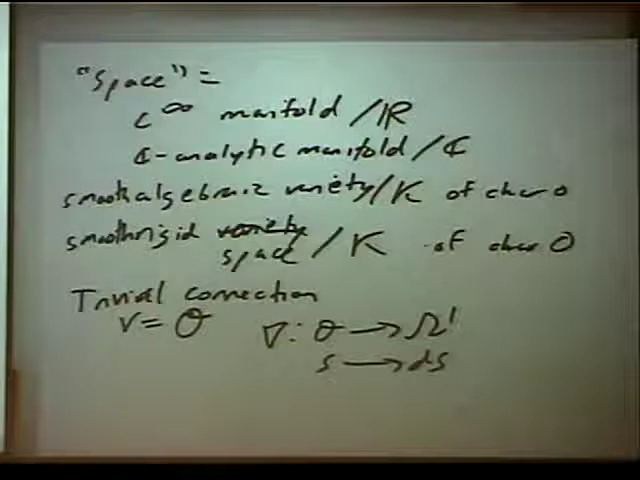 "Space" =
C^∞ manifold / ℝ
ℂ-analytic manifold / ℂ
smooth algebraic variety / K of char 0
smooth rigid variety
space / K of char 0
Trivial connection
V = O ∇: O → Ω¹
s → ds